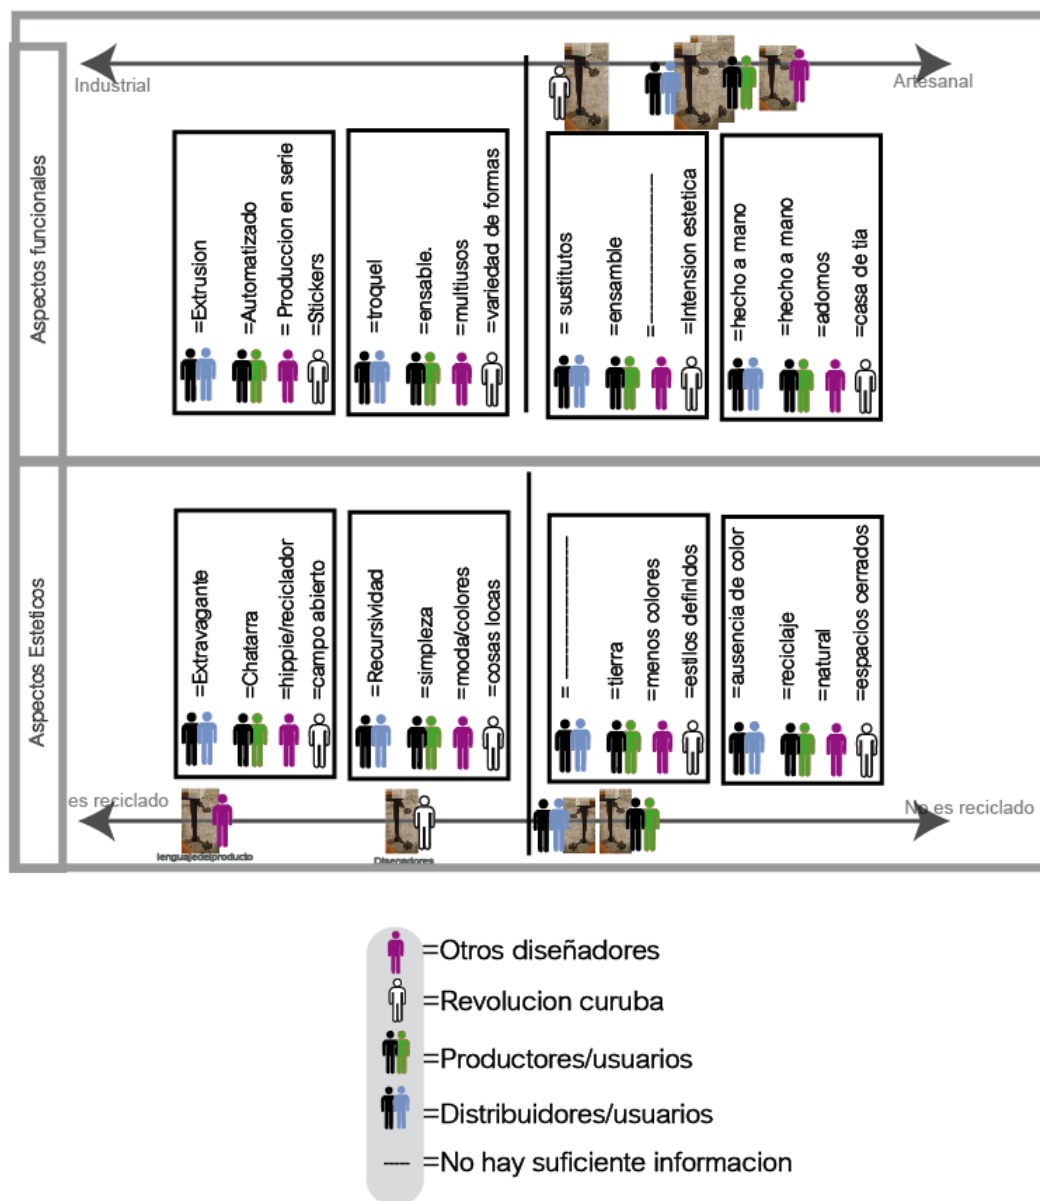 Industrial
Artesanal
Aspectos funcionales
=Extrusion
=Automatizado
= Produccion en serie
=Stickers
=troquel
=ensable.
=multiusos
=variedad de formas
= sustitutos
=ensamble
=--------------------
=intension estetica
=hecho a mano
=hecho a mano
=adornos
=casa de tia
Aspectos Esteticos
=Extravagante
=Chatarra
=hippie/reciclador
=campo abierto
=Recursividad
=simpleza
=moda/colores
=cosas locas
= --------------------
=tierra
=menos colores
=estilos definidos
=ausencia de color
=reciclaje
=natural
=espacios cerrados
es reciclado
No es reciclado
lenguajedelproducto
Disenadores
=Otros diseñadores
=Revolucion curuba
=Productores/usuarios
=Distribuidores/usuarios
----- =No hay suficiente informacion